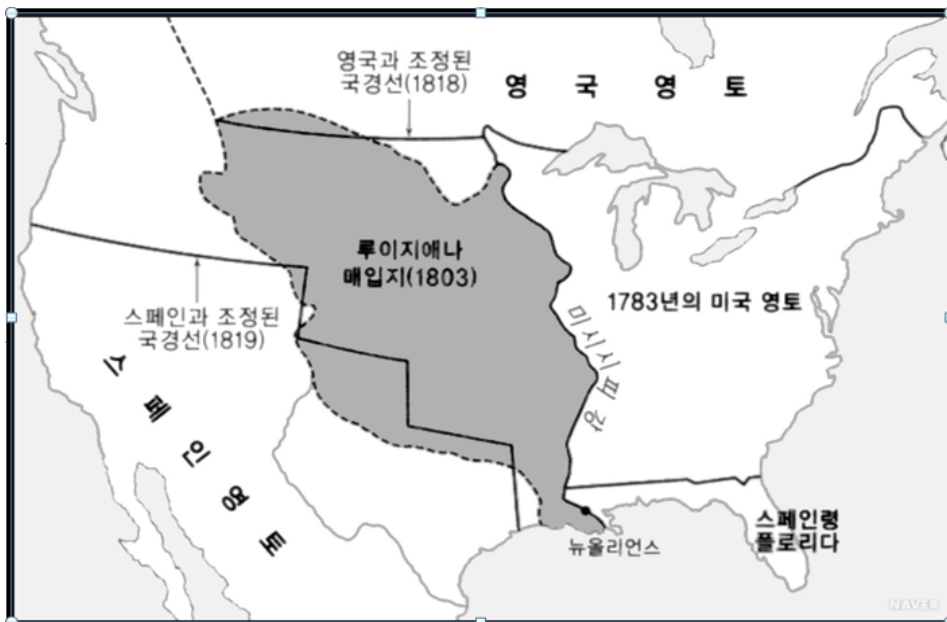 영국과 조정된
국경선(1818)
영국 영토
루이지애나
매입지(1803)
1783년의 미국 영토
스페인과 조정된
국경선(1819)
미시시피 강
스페인영토
스페인령
플로리다
뉴올리언스
NAVER